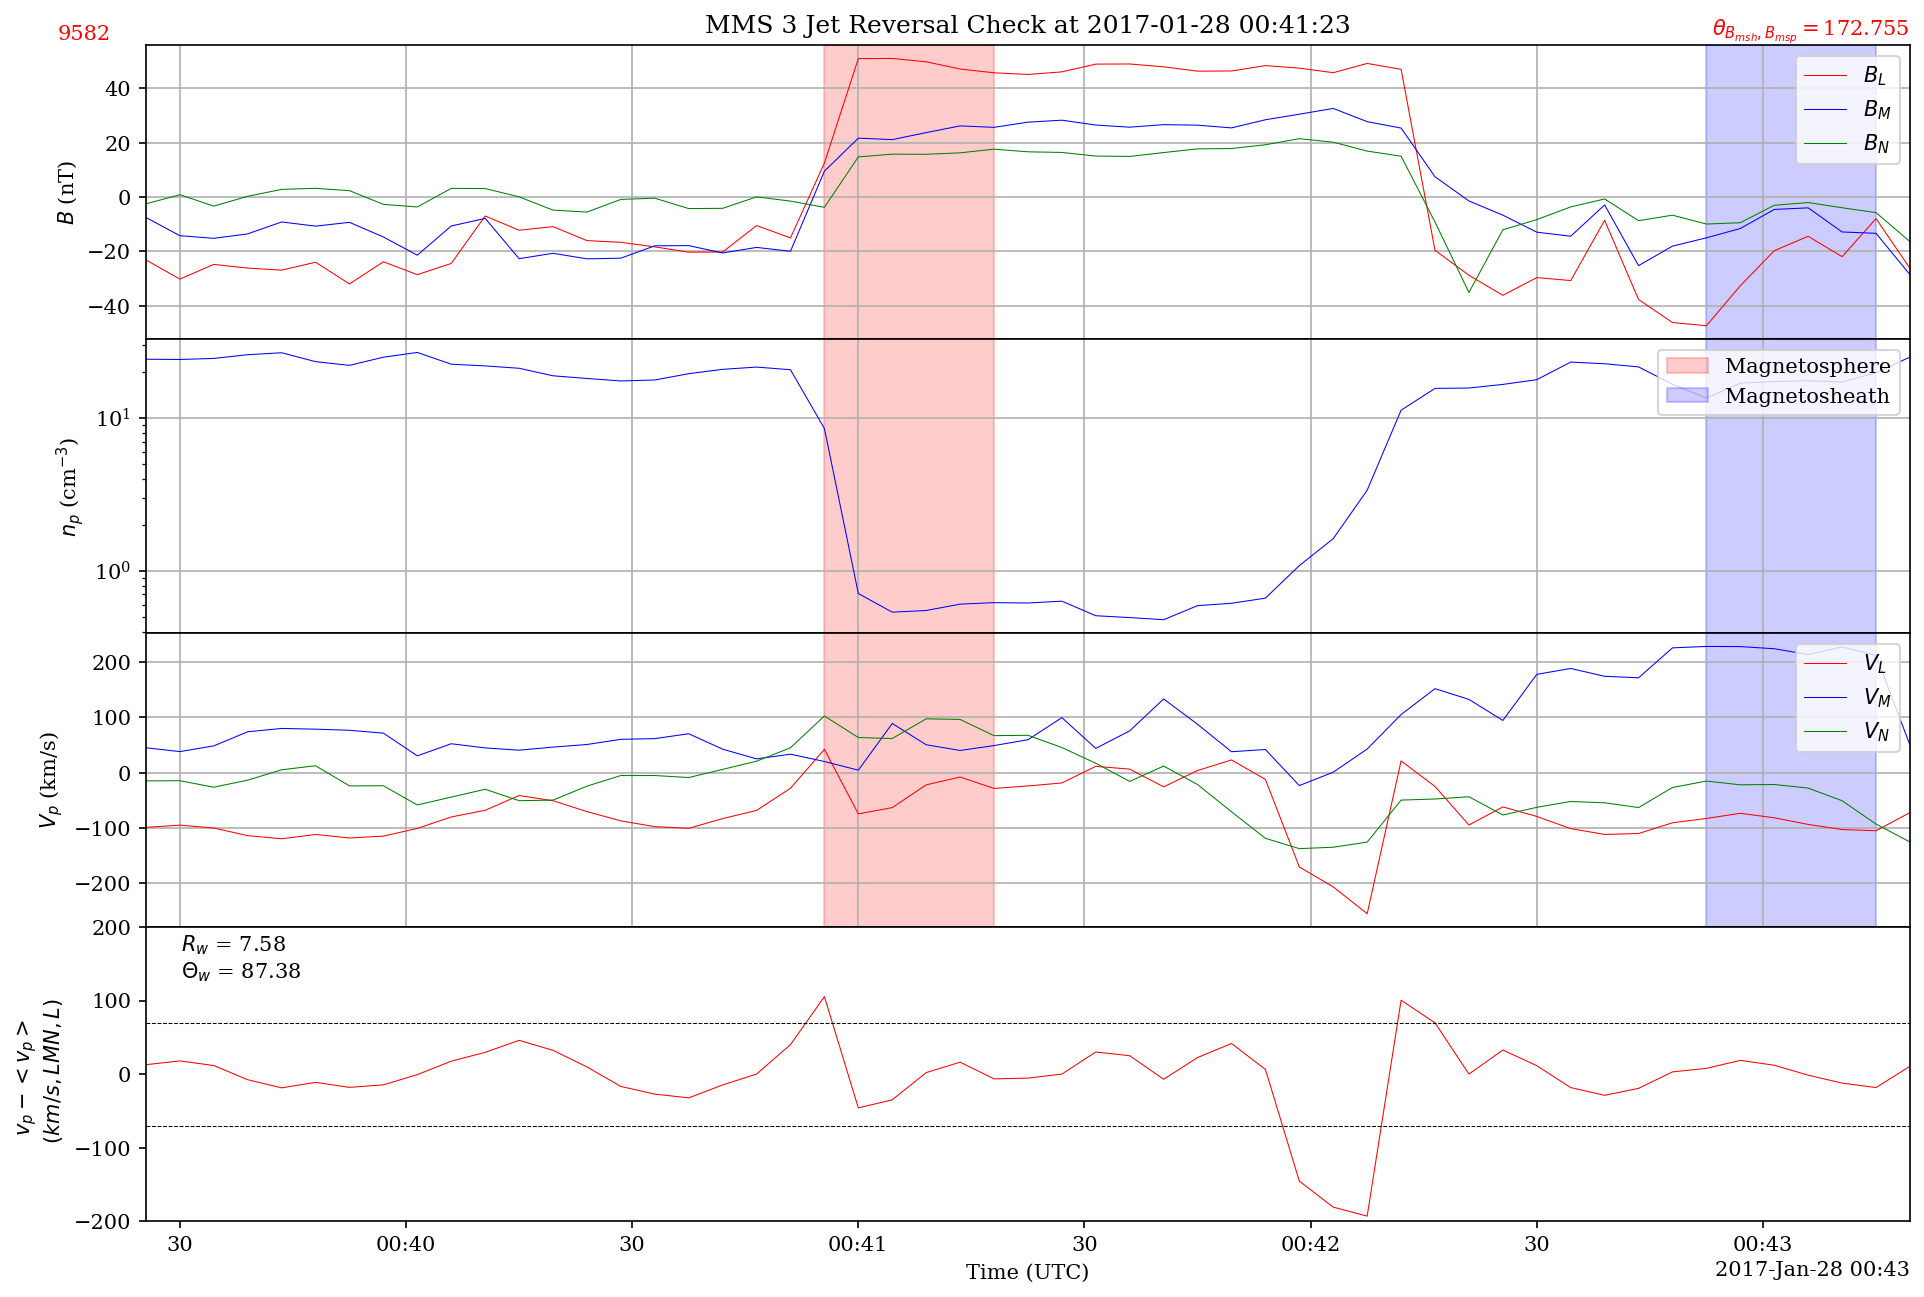 9582
MMS 3 Jet Reversal Check at 2017-01-28 00:41:23
θ_{B_{msh}, B_{msp}} = 172.755
B (nT)
40
20
0
−20
−40
B_L
B_M
B_N
n_p (cm⁻³)
10¹
10⁰
Magnetosphere
Magnetosheath
V_p (km/s)
200
100
0
−100
−200
V_L
V_M
V_N
v_p − < v_p >
(km/s, LMN, L)
200
100
0
−100
−200
R_w = 7.58
Θ_w = 87.38
30
00:40
30
00:41
30
00:42
30
00:43
Time (UTC)
2017-Jan-28 00:43